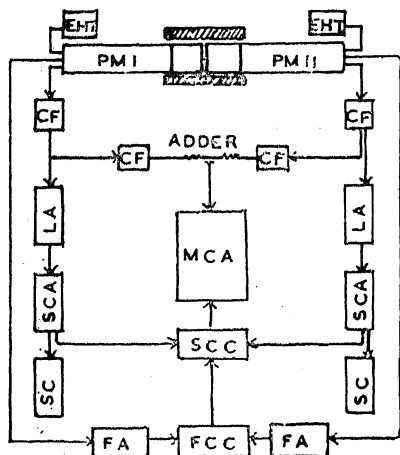 EHT
EHT
PM I
PM II
CF
CF
ADDER
CF
CF
LA
LA
MCA
SCA
SCA
SCC
SC
SC
FA
FCC
FA